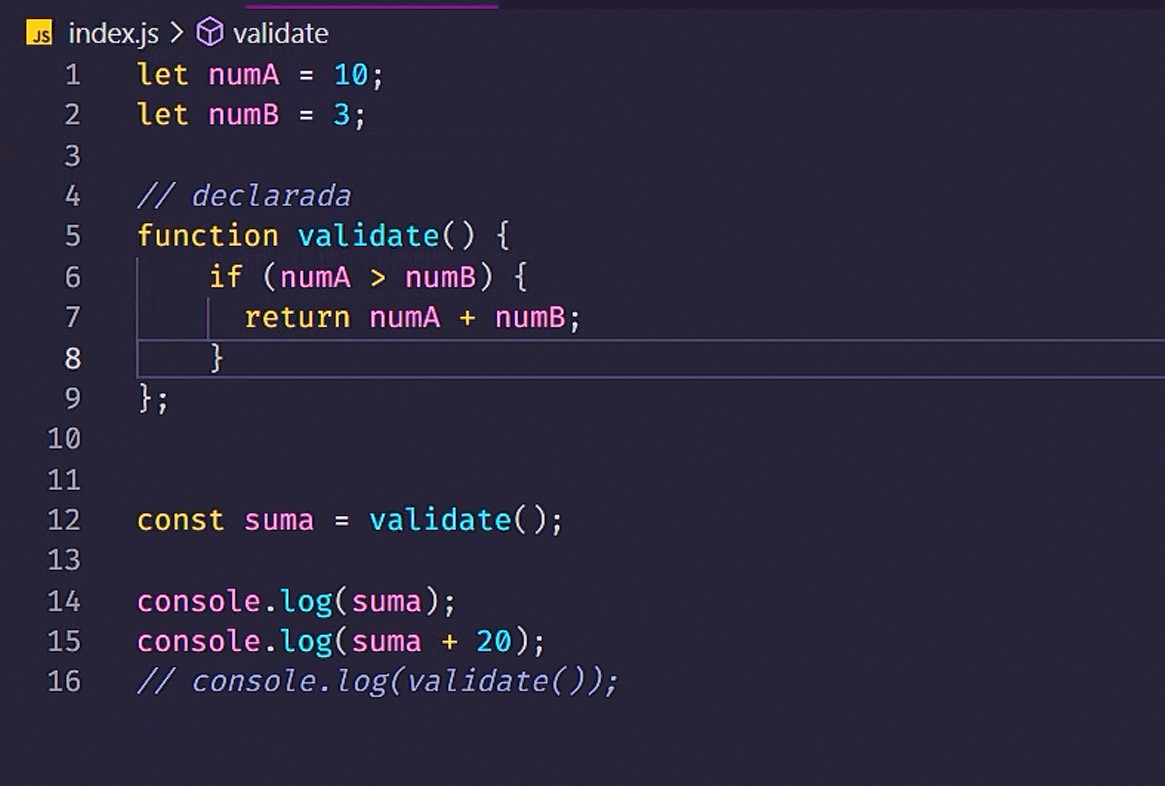 JS index.js > validate
1 let numA = 10;
2 let numB = 3;
3
4 // declarada
5 function validate() {
6     if (numA > numB) {
7       return numA + numB;
8     }
9 };
10
11
12 const suma = validate();
13
14 console.log(suma);
15 console.log(suma + 20);
16 // console.log(validate());